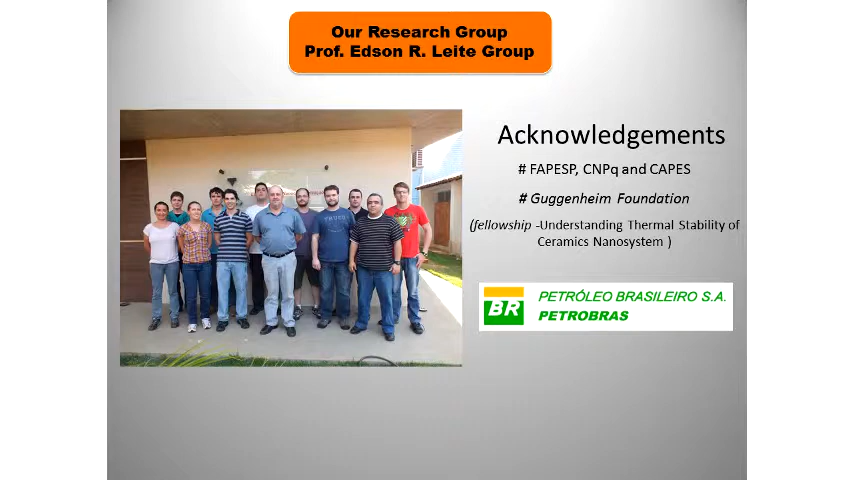 Our Research Group
Prof. Edson R. Leite Group
Acknowledgements
# FAPESP, CNPq and CAPES
# Guggenheim Foundation
(fellowship -Understanding Thermal Stability of
Ceramics Nanosystem )
BR
PETRÓLEO BRASILEIRO S.A.
PETROBRAS